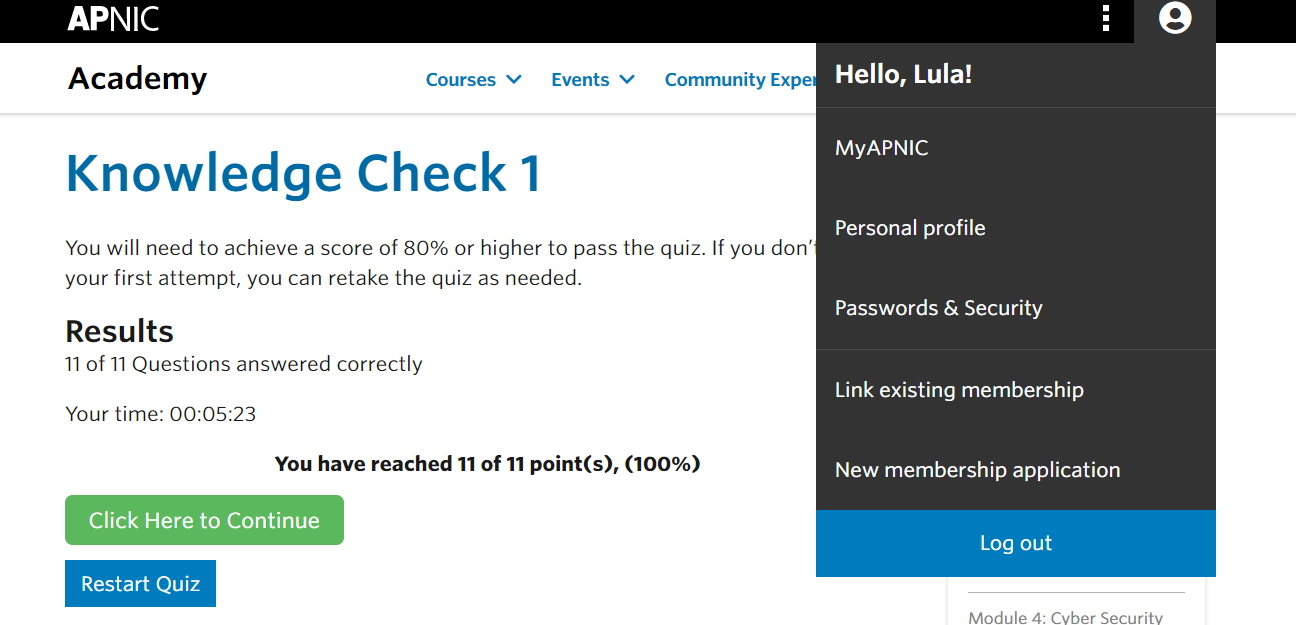 APNIC
Academy
Courses
Events
Community Exper
Hello, Lula!
MyAPNIC
Personal profile
Passwords & Security
Link existing membership
New membership application
Log out
Knowledge Check 1
You will need to achieve a score of 80% or higher to pass the quiz. If you don't
your first attempt, you can retake the quiz as needed.
Results
11 of 11 Questions answered correctly
Your time: 00:05:23
You have reached 11 of 11 point(s), (100%)
Click Here to Continue
Restart Quiz
Module 4: Cyber Security